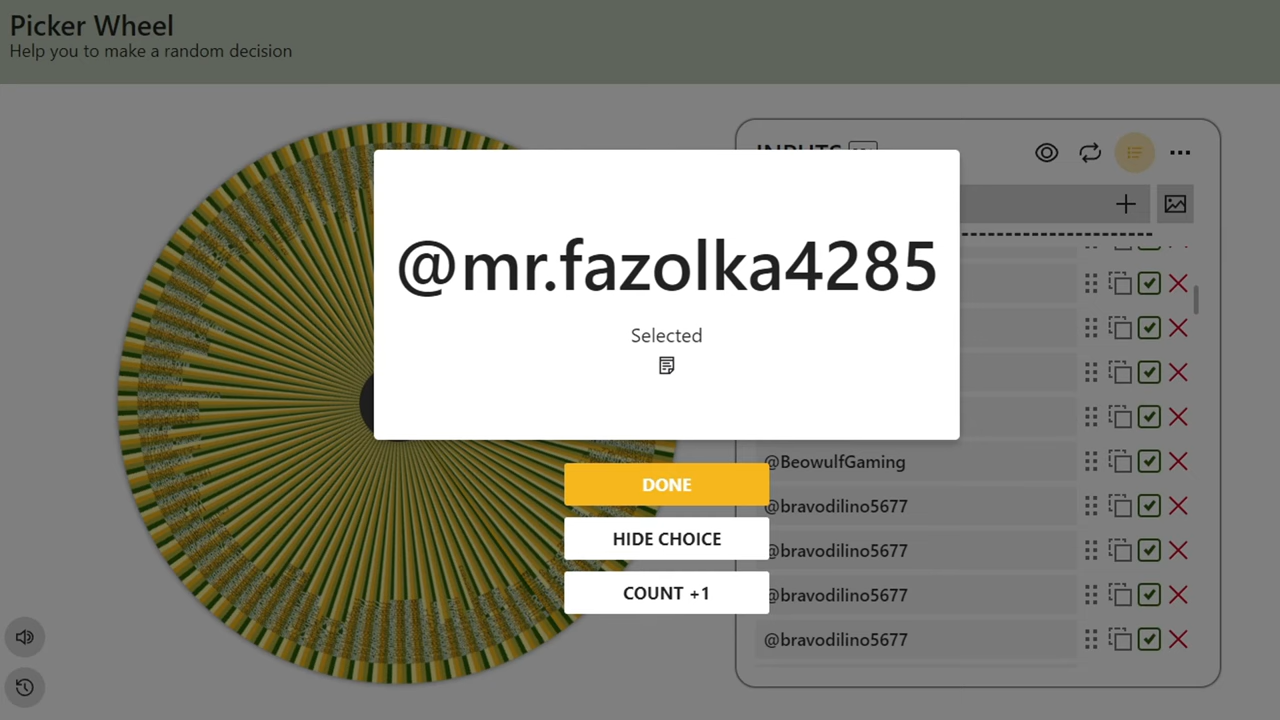 Picker Wheel
Help you to make a random decision
@mr.fazolka4285
Selected
DONE
HIDE CHOICE
COUNT +1
@BeowulfGaming
@bravodilino5677
@bravodilino5677
@bravodilino5677
@bravodilino5677